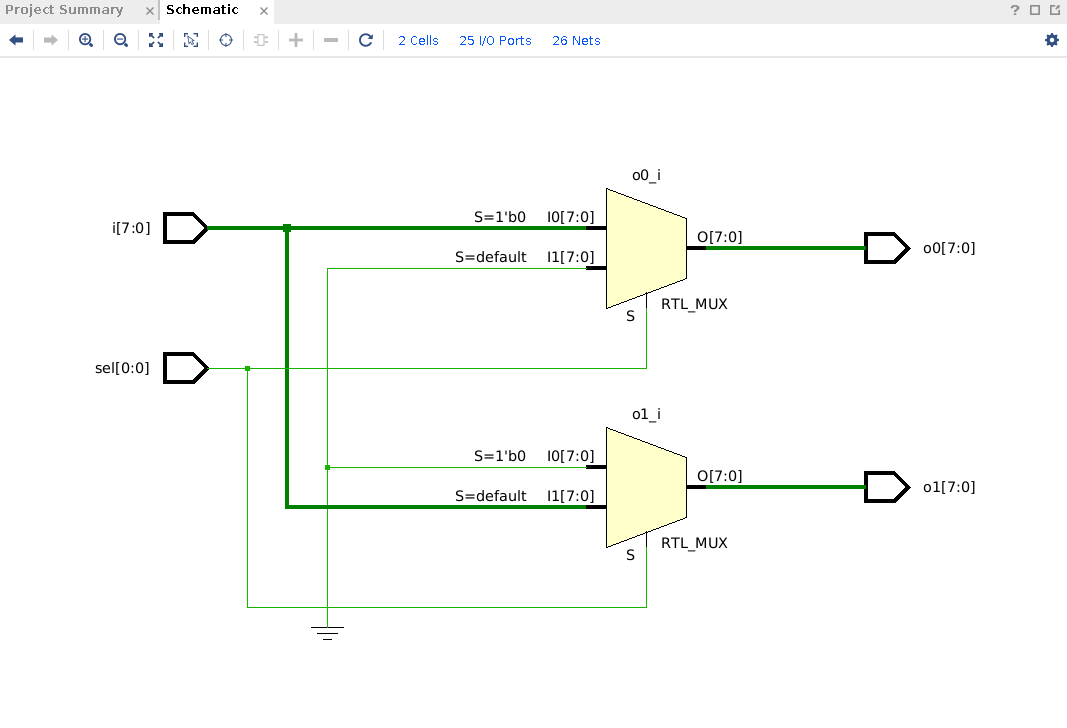 Project Summary × Schematic ×
?
2 Cells 25 I/O Ports 26 Nets
o0_i
S=1'b0 I0[7:0]
i[7:0]
O[7:0]
o0[7:0]
S=default I1[7:0]
RTL_MUX
S
sel[0:0]
o1_i
S=1'b0 I0[7:0]
O[7:0]
o1[7:0]
S=default I1[7:0]
RTL_MUX
S